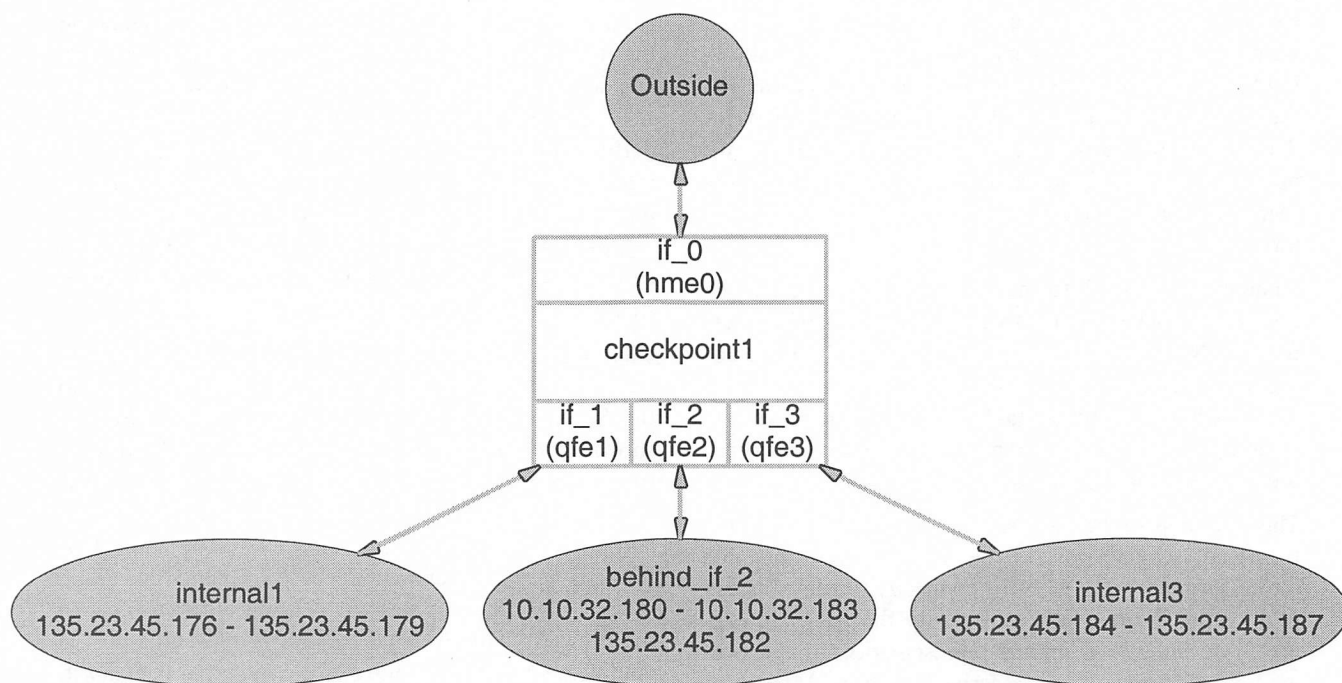 Outside
if_0
(hme0)
checkpoint1
if_1
(qfe1)
if_2
(qfe2)
if_3
(qfe3)
internal1
135.23.45.176 - 135.23.45.179
behind_if_2
10.10.32.180 - 10.10.32.183
135.23.45.182
internal3
135.23.45.184 - 135.23.45.187